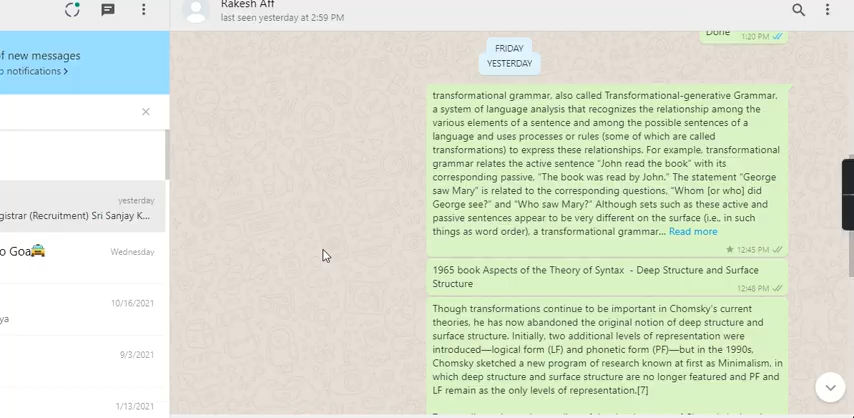 Rakesh Aff
last seen yesterday at 2:59 PM
of new messages
notifications >
yesterday
gistrar (Recruitment) Sri Sanjay K...
o Goa🚖
Wednesday
10/16/2021
ya
9/3/2021
1/13/2021
Done
1:20 PM
FRIDAY
YESTERDAY
transformational grammar, also called Transformational-generative Grammar,
a system of language analysis that recognizes the relationship among the
various elements of a sentence and among the possible sentences of a
language and uses processes or rules (some of which are called
transformations) to express these relationships. For example, transformational
grammar relates the active sentence “John read the book” with its
corresponding passive, “The book was read by John.” The statement “George
saw Mary” is related to the corresponding questions, “Whom [or who] did
George see?” and “Who saw Mary?” Although sets such as these active and
passive sentences appear to be very different on the surface (i.e., in such
things as word order), a transformational grammar... Read more
12:45 PM
1965 book Aspects of the Theory of Syntax - Deep Structure and Surface
Structure
12:48 PM
Though transformations continue to be important in Chomsky's current
theories, he has now abandoned the original notion of deep structure and
surface structure. Initially, two additional levels of representation were
introduced—logical form (LF) and phonetic form (PF)—but in the 1990s,
Chomsky sketched a new program of research known at first as Minimalism, in
which deep structure and surface structure are no longer featured and PF and
LF remain as the only levels of representation.[7]